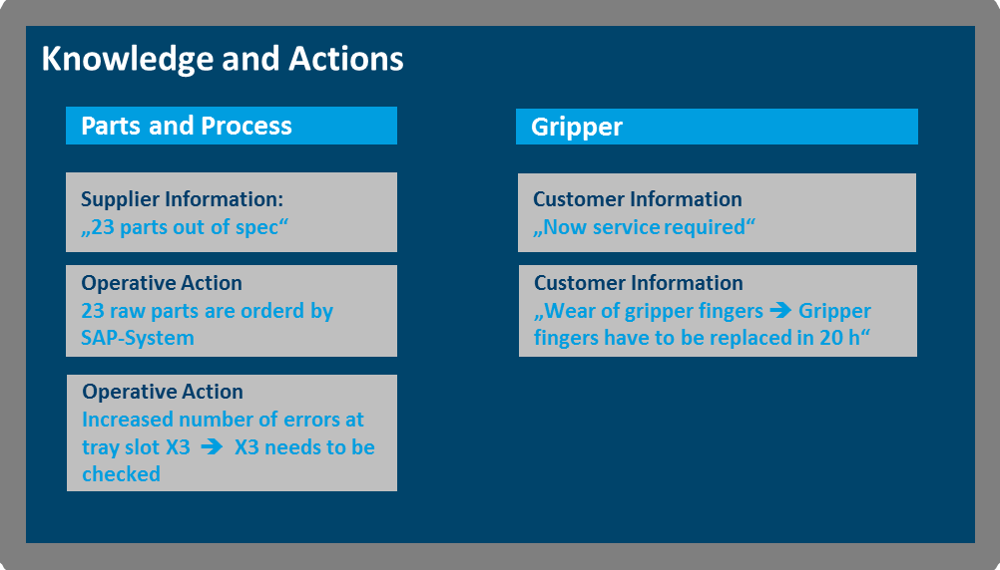 Knowledge and Actions
Parts and Process
Supplier Information:
„23 parts out of spec“
Operative Action
23 raw parts are orderd by
SAP-System
Operative Action
Increased number of errors at
tray slot X3 ➔ X3 needs to be
checked
Gripper
Customer Information
„Now service required“
Customer Information
„Wear of gripper fingers ➔ Gripper
fingers have to be replaced in 20 h“